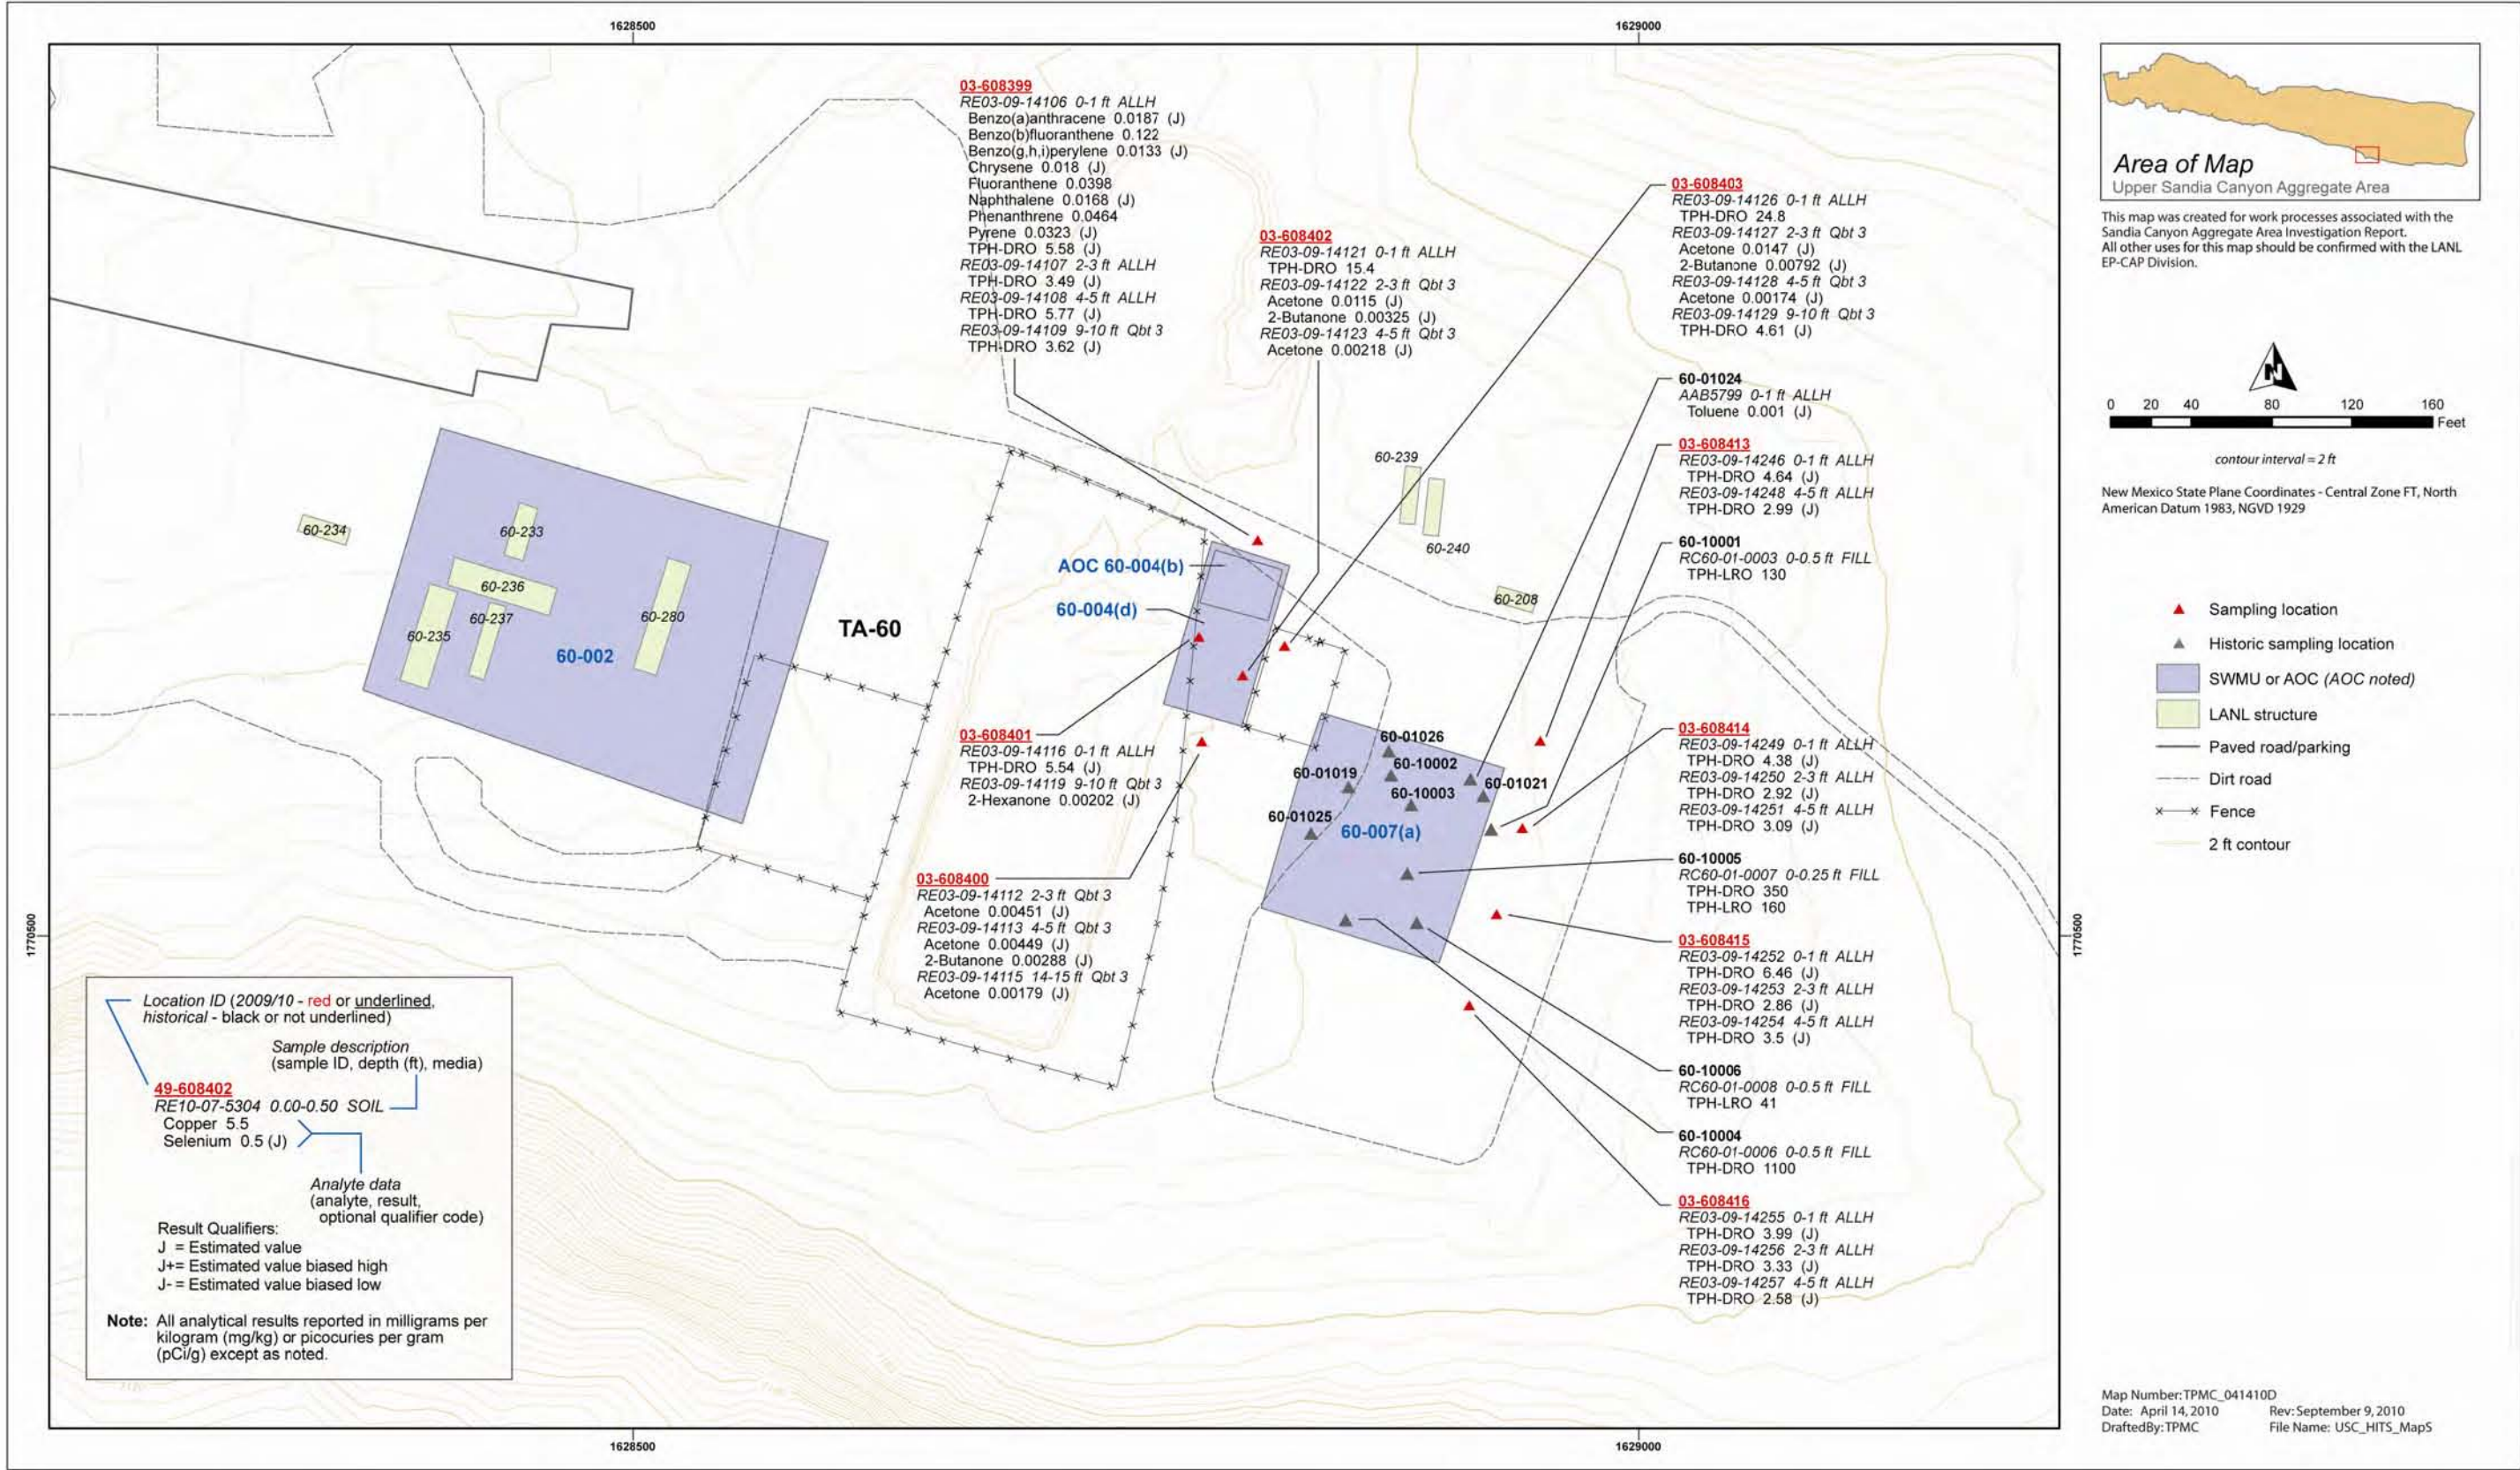 1628500
1629000
03-608399
RE03-09-14106 0-1 ft ALLH
Benzo(a)anthracene 0.0187 (J)
Benzo(b)fluoranthene 0.122
Benzo(g,h,i)perylene 0.0133 (J)
Chrysene 0.018 (J)
Fluoranthene 0.0398
Naphthalene 0.0168 (J)
Phenanthrene 0.0464
Pyrene 0.0323 (J)
TPH-DRO 5.58 (J)
RE03-09-14107 2-3 ft ALLH
TPH-DRO 3.49 (J)
RE03-09-14108 4-5 ft ALLH
TPH-DRO 5.77 (J)
RE03-09-14109 9-10 ft Qbt 3
TPH-DRO 3.62 (J)
03-608402
RE03-09-14121 0-1 ft ALLH
TPH-DRO 15.4
RE03-09-14122 2-3 ft Qbt 3
Acetone 0.0115 (J)
2-Butanone 0.00325 (J)
RE03-09-14123 4-5 ft Qbt 3
Acetone 0.00218 (J)
03-608403
RE03-09-14126 0-1 ft ALLH
TPH-DRO 24.8
RE03-09-14127 2-3 ft Qbt 3
Acetone 0.0147 (J)
2-Butanone 0.00792 (J)
RE03-09-14128 4-5 ft Qbt 3
Acetone 0.00174 (J)
RE03-09-14129 9-10 ft Qbt 3
TPH-DRO 4.61 (J)
60-01024
AAB5799 0-1 ft ALLH
Toluene 0.001 (J)
03-608413
RE03-09-14246 0-1 ft ALLH
TPH-DRO 4.64 (J)
RE03-09-14248 4-5 ft ALLH
TPH-DRO 2.99 (J)
60-10001
RC60-01-0003 0-0.5 ft FILL
TPH-LRO 130
60-239
60-240
60-208
60-234
60-233
60-236
60-237
60-235
60-280
60-002
TA-60
AOC 60-004(b)
60-004(d)
03-608401
RE03-09-14116 0-1 ft ALLH
TPH-DRO 5.54 (J)
RE03-09-14119 9-10 ft Qbt 3
2-Hexanone 0.00202 (J)
03-608400
RE03-09-14112 2-3 ft Qbt 3
Acetone 0.00451 (J)
RE03-09-14113 4-5 ft Qbt 3
Acetone 0.00449 (J)
2-Butanone 0.00288 (J)
RE03-09-14115 14-15 ft Qbt 3
Acetone 0.00179 (J)
60-01026
60-10002
60-01019
60-01021
60-10003
60-01025
60-007(a)
03-608414
RE03-09-14249 0-1 ft ALLH
TPH-DRO 4.38 (J)
RE03-09-14250 2-3 ft ALLH
TPH-DRO 2.92 (J)
RE03-09-14251 4-5 ft ALLH
TPH-DRO 3.09 (J)
60-10005
RC60-01-0007 0-0.25 ft FILL
TPH-DRO 350
TPH-LRO 160
03-608415
RE03-09-14252 0-1 ft ALLH
TPH-DRO 6.46 (J)
RE03-09-14253 2-3 ft ALLH
TPH-DRO 2.86 (J)
RE03-09-14254 4-5 ft ALLH
TPH-DRO 3.5 (J)
60-10006
RC60-01-0008 0-0.5 ft FILL
TPH-LRO 41
60-10004
RC60-01-0006 0-0.5 ft FILL
TPH-DRO 1100
03-608416
RE03-09-14255 0-1 ft ALLH
TPH-DRO 3.99 (J)
RE03-09-14256 2-3 ft ALLH
TPH-DRO 3.33 (J)
RE03-09-14257 4-5 ft ALLH
TPH-DRO 2.58 (J)
1770500
1770500
Location ID (2009/10 - red or underlined,
historical - black or not underlined)
Sample description
(sample ID, depth (ft), media)
49-608402
RE10-07-5304 0.00-0.50 SOIL
Copper 5.5
Selenium 0.5 (J)
Analyte data
(analyte, result,
optional qualifier code)
Result Qualifiers:
J = Estimated value
J+= Estimated value biased high
J- = Estimated value biased low
Note: All analytical results reported in milligrams per
kilogram (mg/kg) or picocuries per gram
(pCi/g) except as noted.
1628500
1629000
Area of Map
Upper Sandia Canyon Aggregate Area
This map was created for work processes associated with the
Sandia Canyon Aggregate Area Investigation Report.
All other uses for this map should be confirmed with the LANL
EP-CAP Division.
N
0 20 40 80 120 160
Feet
contour interval = 2 ft
New Mexico State Plane Coordinates - Central Zone FT, North
American Datum 1983, NGVD 1929
Sampling location
Historic sampling location
SWMU or AOC (AOC noted)
LANL structure
Paved road/parking
Dirt road
Fence
2 ft contour
Map Number: TPMC_041410D
Date: April 14, 2010 Rev: September 9, 2010
DraftedBy: TPMC File Name: USC_HITS_MapS